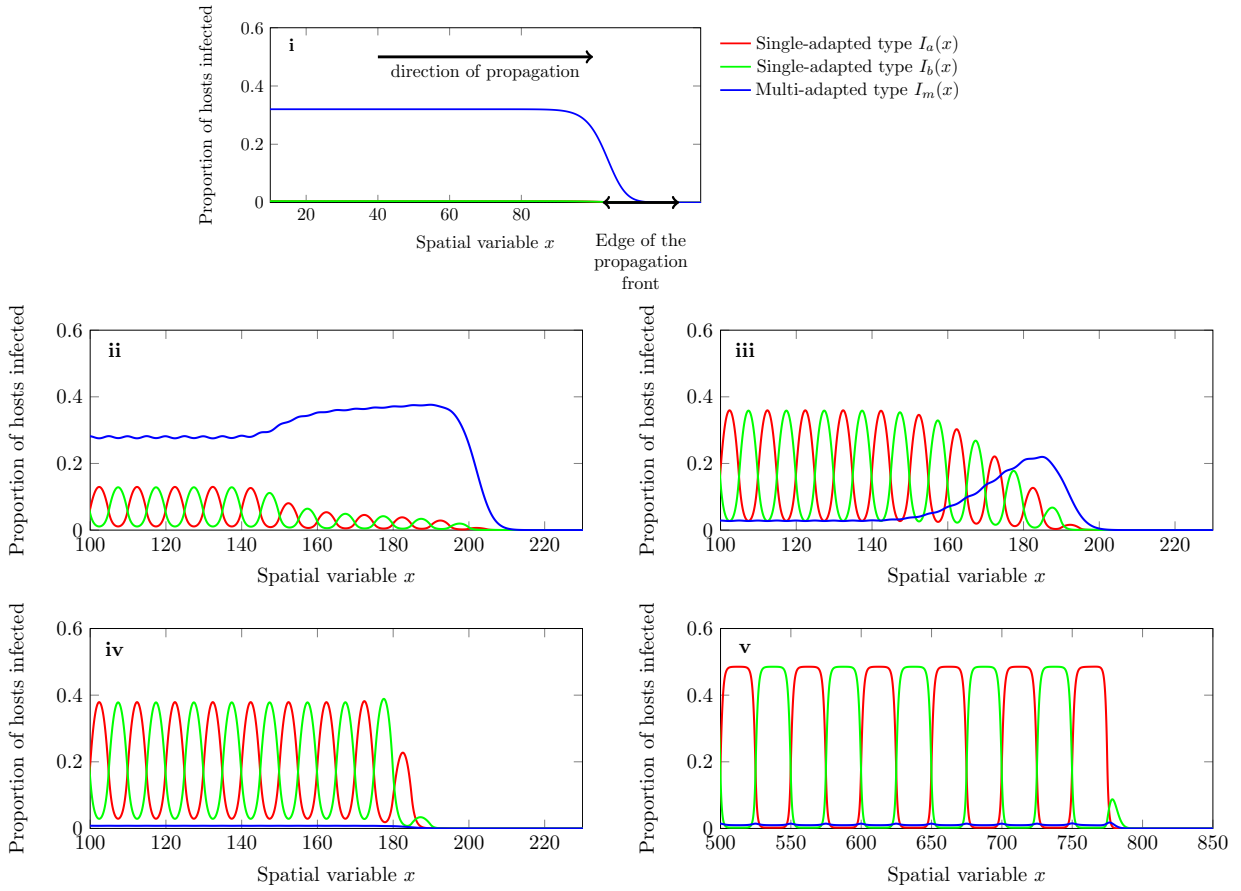 Proportion of hosts infected
0.6
0.4
0.2
0
i
direction of propagation
20
40
60
80
Spatial variable x
Edge of the
propagation
front
Single-adapted type I_a(x)
Single-adapted type I_b(x)
Multi-adapted type I_m(x)
Proportion of hosts infected
0.6
0.4
0.2
0
ii
100 120 140 160 180 200 220
Spatial variable x
Proportion of hosts infected
0.6
0.4
0.2
0
iii
100 120 140 160 180 200 220
Spatial variable x
Proportion of hosts infected
0.6
0.4
0.2
0
iv
100 120 140 160 180 200 220
Spatial variable x
Proportion of hosts infected
0.6
0.4
0.2
0
v
500 550 600 650 700 750 800 850
Spatial variable x